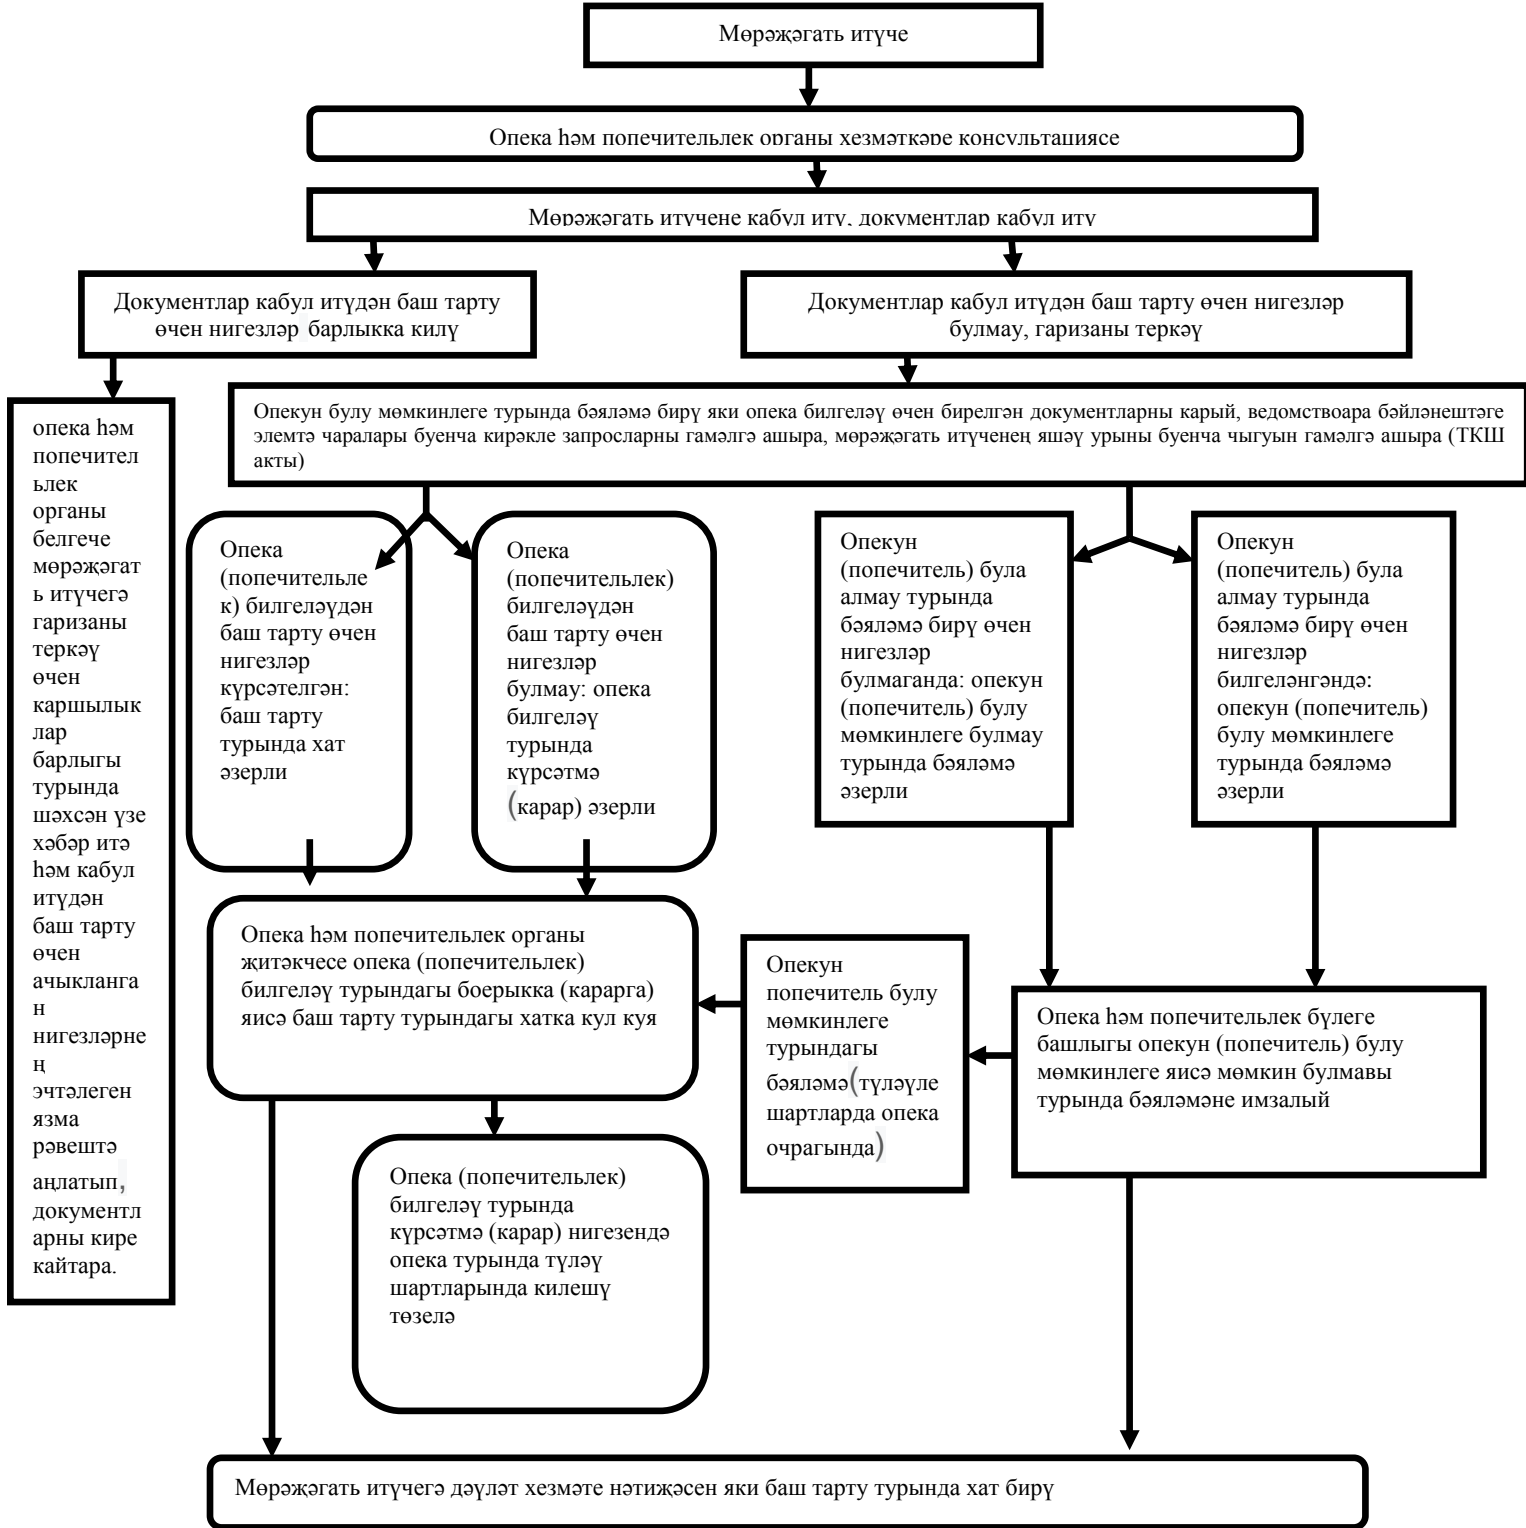 Мөрәҗәгать итүче
Опека һәм попечительлек органы хезмәткәре консультациясе
Мөрәҗәгать итүчене кабул итү, документлар кабул итү
Документлар кабул итүдән баш тарту
өчен нигезләр барлыкка килү
Документлар кабул итүдән баш тарту өчен нигезләр
булмау, гаризаны теркәү
Опекун булу мөмкинлеге турында бәяләмә бирү яки опека билгеләү өчен бирелгән документларны карый, ведомствоара бәйләнештәге
элемтә чаралары буенча кирәкле запросларны гамәлгә ашыра, мөрәҗәгать итүченең яшәү урыны буенча чыгуын гамәлгә ашыра (ТКШ
акты)
опека һәм
попечител
ьлек
органы
белгече
мөрәҗәгат
ь итүчегә
гаризаны
теркәү
өчен
каршылык
лар
барлыгы
турында
шәхсән үзе
хәбәр итә
һәм кабул
итүдән
баш тарту
өчен
ачыкланга
н
нигезләрне
ң
эчтәлеген
язма
рәвештә
аңлатып,
документл
арны кире
кайтара.
Опека
(попечительле
к) билгеләүдән
баш тарту өчен
нигезләр
күрсәтелгән:
баш тарту
турында хат
әзерли
Опека
(попечительлек)
билгеләүдән
баш тарту өчен
нигезләр
булмау: опека
билгеләү
турында
күрсәтмә
(карар) әзерли
Опекун
(попечитель) була
алмау турында
бәяләмә бирү өчен
нигезләр
булмаганда: опекун
(попечитель) булу
мөмкинлеге булмау
турында бәяләмә
әзерли
Опекун
(попечитель) була
алмау турында
бәяләмә бирү өчен
нигезләр
билгеләнгәндә:
опекун (попечитель)
булу мөмкинлеге
турында бәяләмә
әзерли
Опека һәм попечительлек органы
җитәкчесе опека (попечительлек)
билгеләү турындагы боерыкка (карарга)
яисә баш тарту турындагы хатка кул куя
Опекун
попечитель булу
мөмкинлеге
турындагы
бәяләмә(түләүле
шартларда опека
очрагында)
Опека һәм попечительлек бүлеге
башлыгы опекун (попечитель) булу
мөмкинлеге яисә мөмкин булмавы
турында бәяләмәне имзалый
Опека (попечительлек)
билгеләү турында
күрсәтмә (карар) нигезендә
опека турында түләү
шартларында килешү
төзелә
Мөрәҗәгать итүчегә дәүләт хезмәте нәтиҗәсен яки баш тарту турында хат бирү